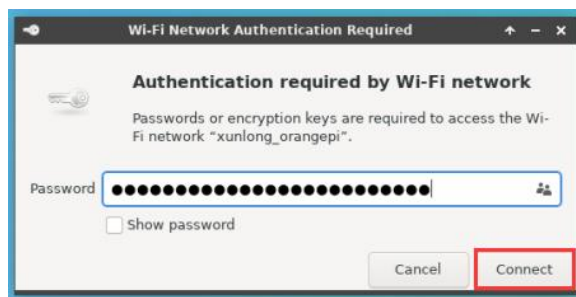 Wi-Fi Network Authentication Required
Authentication required by Wi-Fi network
Passwords or encryption keys are required to access the Wi-
Fi network “xunlong_orangepi”.
Password ●●●●●●●●●●●●●●●●●●●●●●●●●
Show password
Cancel Connect